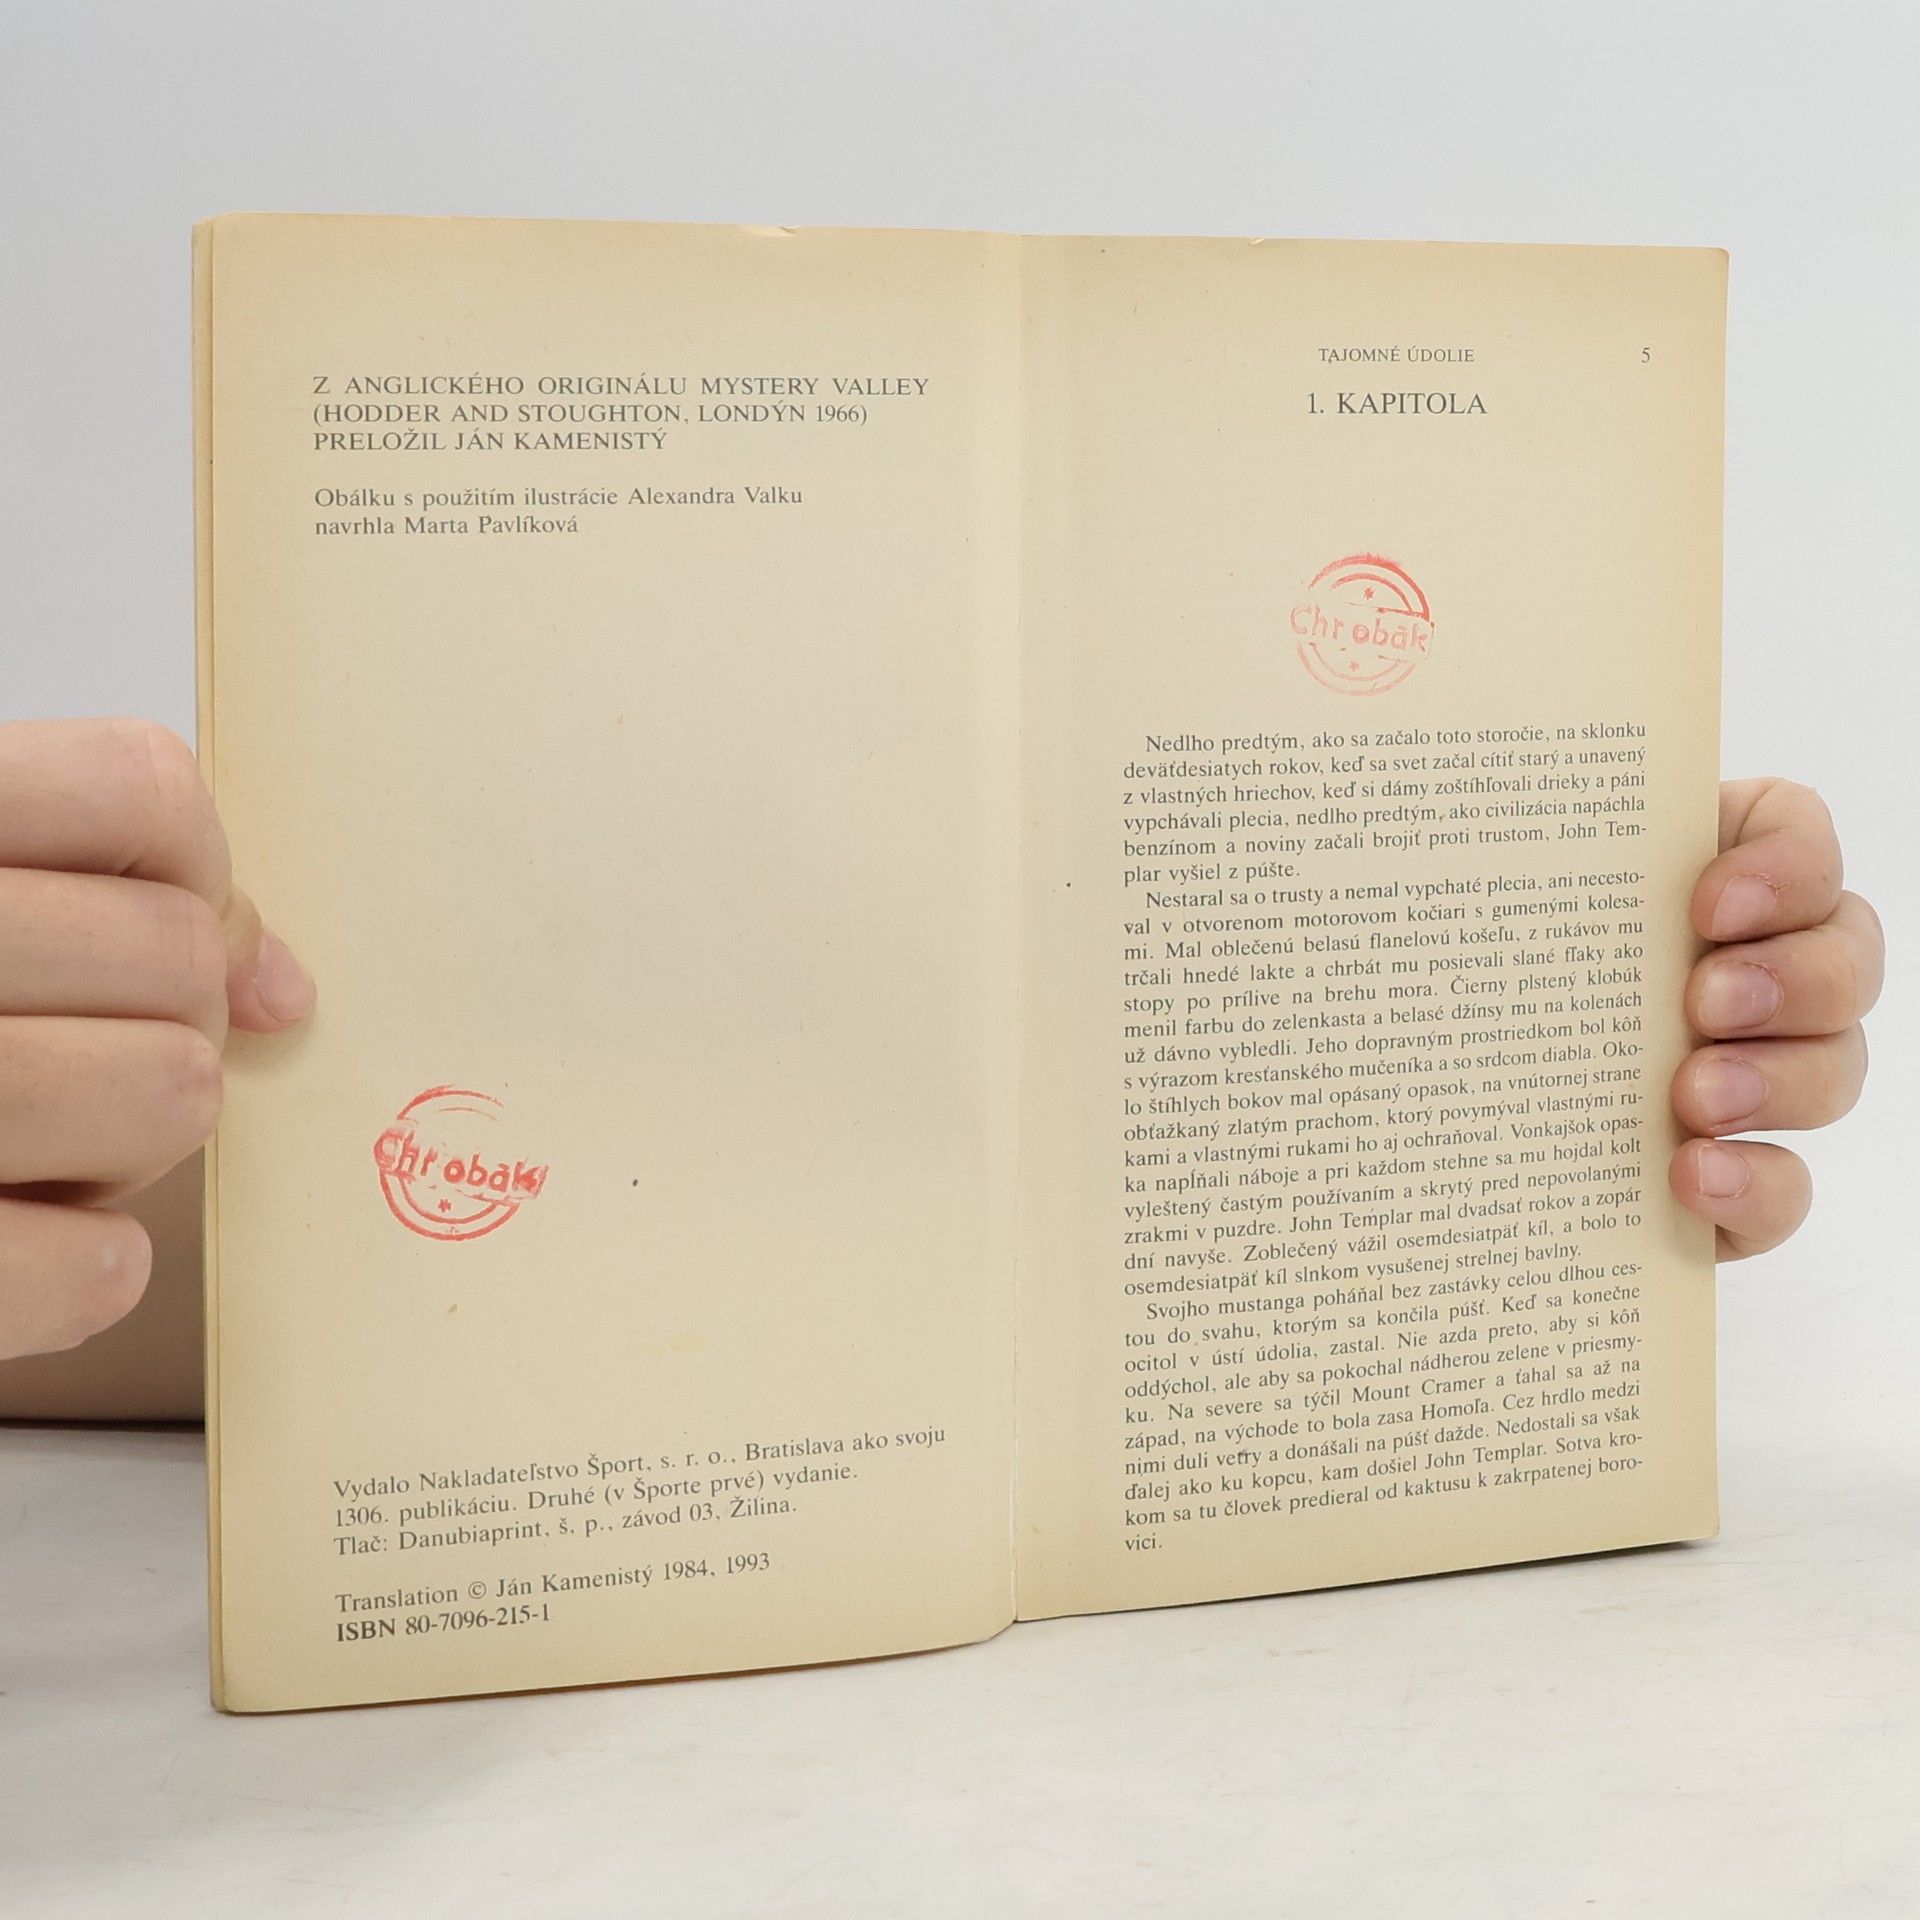 Z ANGLICKÉHO ORIGINÁLU MYSTERY VALLEY
(HODDER AND STOUGHTON, LONDÝN 1966)
PRELOŽIL JÁN KAMENISTÝ
Obálku s použitím ilustrácie Alexandra Valku
navrhla Marta Pavlíková
Chrobák
Vydalo Nakladateľstvo Šport, s. r. o., Bratislava ako svoju
1306. publikáciu. Druhé (v Športe prvé) vydanie.
Tlač: Danubiaprint, š. p., závod 03, Žilina.
Translation © Ján Kamenistý 1984, 1993
ISBN 80-7096-215-1
TAJOMNÉ ÚDOLIE 5
1. KAPITOLA
Chrobák
Nedlho predtým, ako sa začalo toto storočie, na sklonku
deväťdesiatych rokov, keď sa svet začal cítiť starý a unavený
z vlastných hriechov, keď si dámy zoštíhľovali drieky a páni
vypchávali plecia, nedlho predtým, ako civilizácia napáchla
benzínom a noviny začali brojiť proti trustom, John Tem-
plar vyšiel z púšte.
Nestaral sa o trusty a nemal vypchaté plecia, ani necesto-
val v otvorenom motorovom kočiari s gumenými kolesa-
mi. Mal oblečenú belasú flanelovú košeľu, z rukávov mu
trčali hnedé lakte a chrbát mu posievali slané fľaky ako
stopy po prílive na brehu mora. Čierny plstený klobúk
menil farbu do zelenkasta a belasé džínsy mu na kolenách
už dávno vybledli. Jeho dopravným prostriedkom bol kôň
s výrazom kresťanského mučeníka a so srdcom diabla. Oko-
lo štíhlych bokov mal opásaný opasok, na vnútornej strane
obťažkaný zlatým prachom, ktorý povymýval vlastnými ru-
kami a vlastnými rukami ho aj ochraňoval. Vonkajšok opas-
ka napĺňali náboje a pri každom stehne sa mu hojdal kolt
vyleštený častým používaním a skrytý pred nepovolanými
zrakmi v puzdre. John Templar mal dvadsať rokov a zopár
dní navyše. Zoblečený vážil osemdesiatpäť kíl, a bolo to
osemdesiatpäť kíl slnkom vysušenej strelnej bavlny.
Svojho mustanga poháňal bez zastávky celou dlhou ces-
tou do svahu, ktorým sa končila púšť. Keď sa konečne
ocitol v ústí údolia, zastal. Nie azda preto, aby si kôň
oddýchol, ale aby sa pokochal nádherou zelene v priesmy-
ku. Na severe sa týčil Mount Cramer a ťahal sa až na
západ, na východe to bola zasa Homoľa. Cez hrdlo medzi
nimi duli vetry a donášali na púšť dažde. Nedostali sa však
ďalej ako ku kopcu, kam došiel John Templar. Sotva kro-
kom sa tu človek predieral od kaktusu k zakrpatenej boro-
vici.